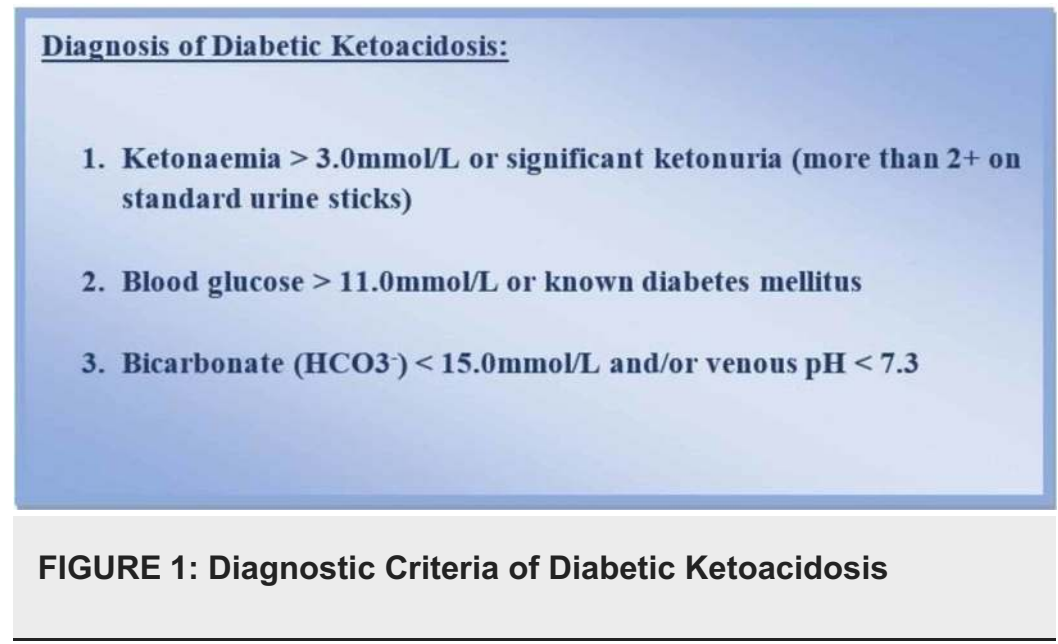 Diagnosis of Diabetic Ketoacidosis:
1. Ketonaemia > 3.0mmol/L or significant ketonuria (more than 2+ on
standard urine sticks)
2. Blood glucose > 11.0mmol/L or known diabetes mellitus
3. Bicarbonate (HCO3⁻) < 15.0mmol/L and/or venous pH < 7.3
FIGURE 1: Diagnostic Criteria of Diabetic Ketoacidosis